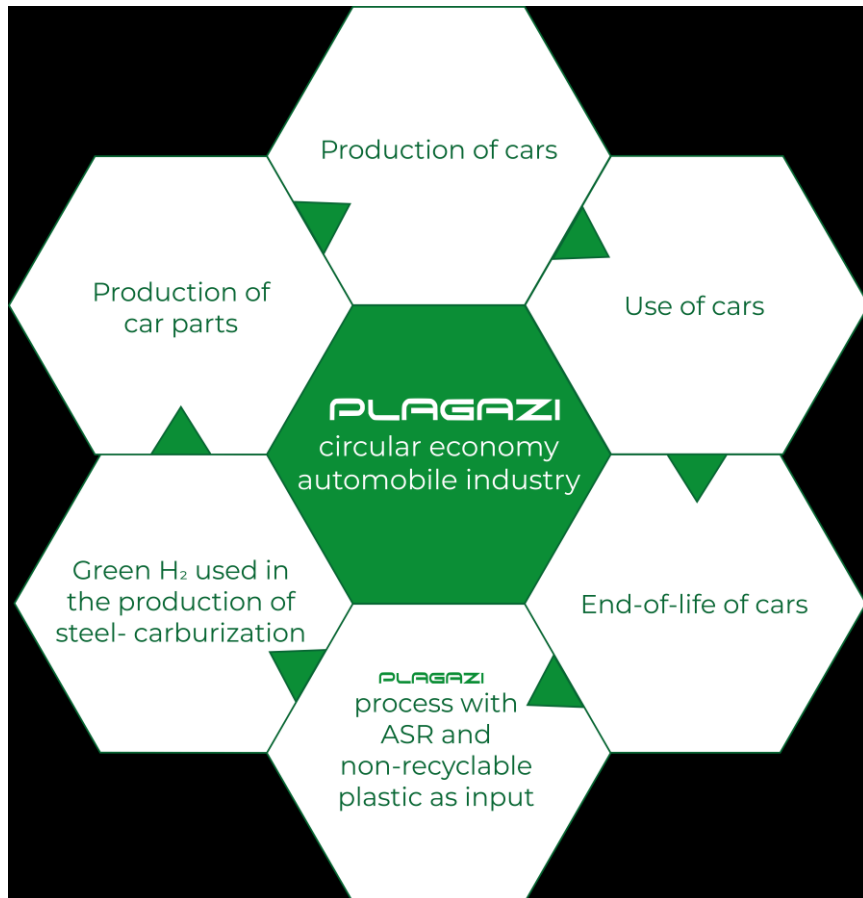 Production of cars
Production of
car parts
Use of cars
PLAGAZI
circular economy
automobile industry
Green H₂ used in
the production of
steel- carburization
End-of-life of cars
PLAGAZI
process with
ASR and
non-recyclable
plastic as input